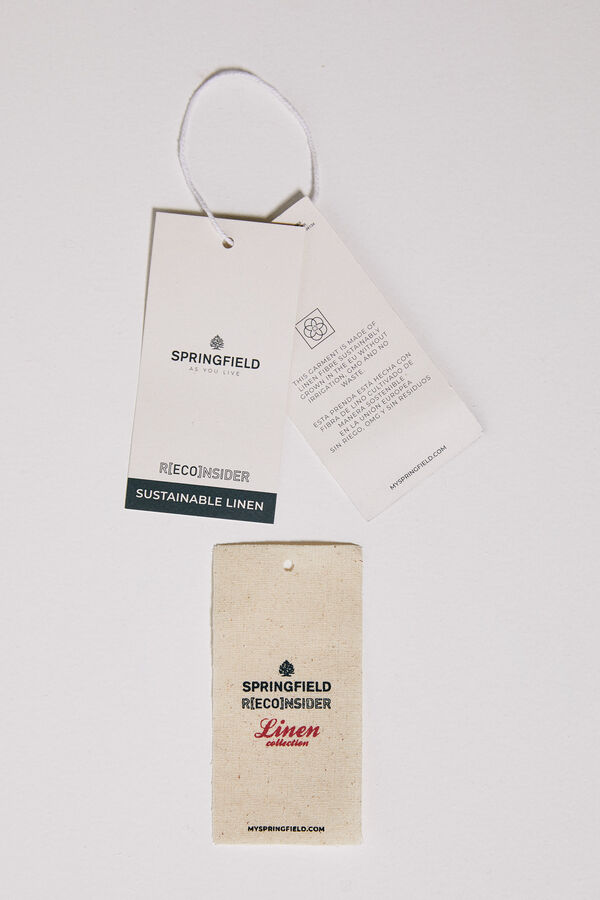 SPRINGFIELD
AS YOU LIVE
R[ECO]NSIDER
SUSTAINABLE LINEN
THIS GARMENT IS MADE OF
LINEN FIBRE SUSTAINABLY
GROWN IN THE EU WITHOUT
IRRIGATION, GMO AND NO
WASTE
ESTA PRENDA ESTÁ HECHA CON
FIBRA DE LINO CULTIVADO DE
MANERA SOSTENIBLE
EN LA UNIÓN EUROPEA
SIN RIEGO, OMG Y SIN RESIDUOS
MYSPRINGFIELD.COM
SPRINGFIELD
R[ECO]NSIDER
Linen
collection
MYSPRINGFIELD.COM